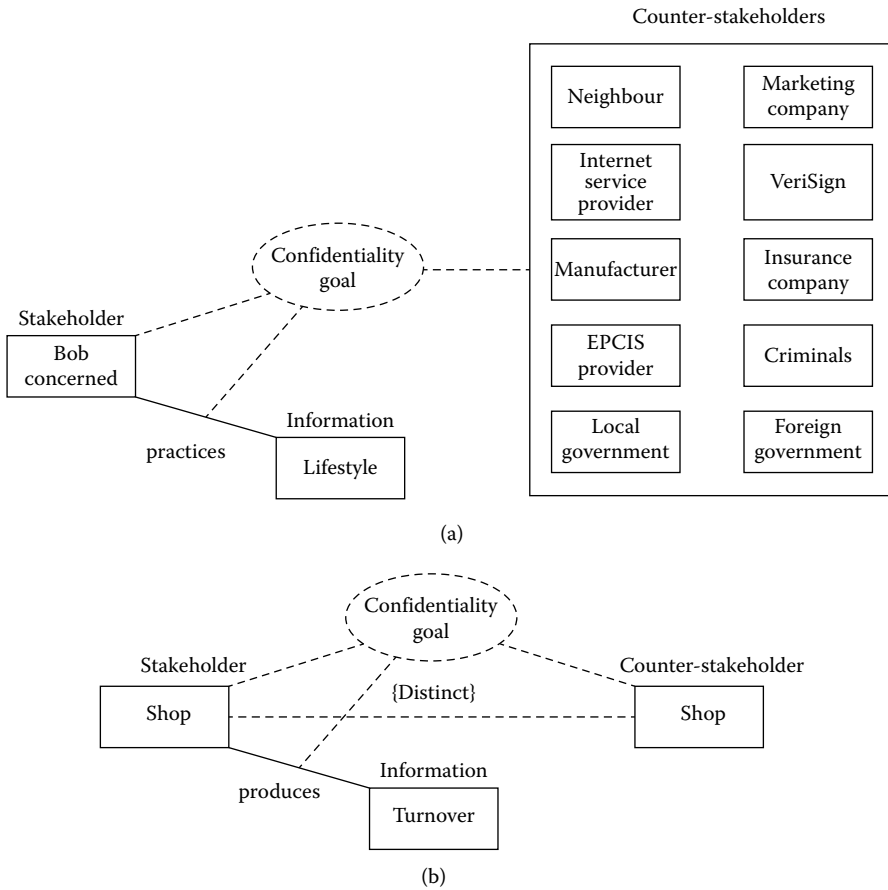 Counter-stakeholders
Neighbour
Marketing
company
Internet
service
provider
VeriSign
Confidentiality
goal
Manufacturer
Insurance
company
Stakeholder
Bob
concerned
EPCIS
provider
Criminals
Information
practices
Lifestyle
Local
government
Foreign
government
(a)
Confidentiality
goal
Stakeholder
Counter-stakeholder
Shop
{Distinct}
Shop
Information
produces
Turnover
(b)